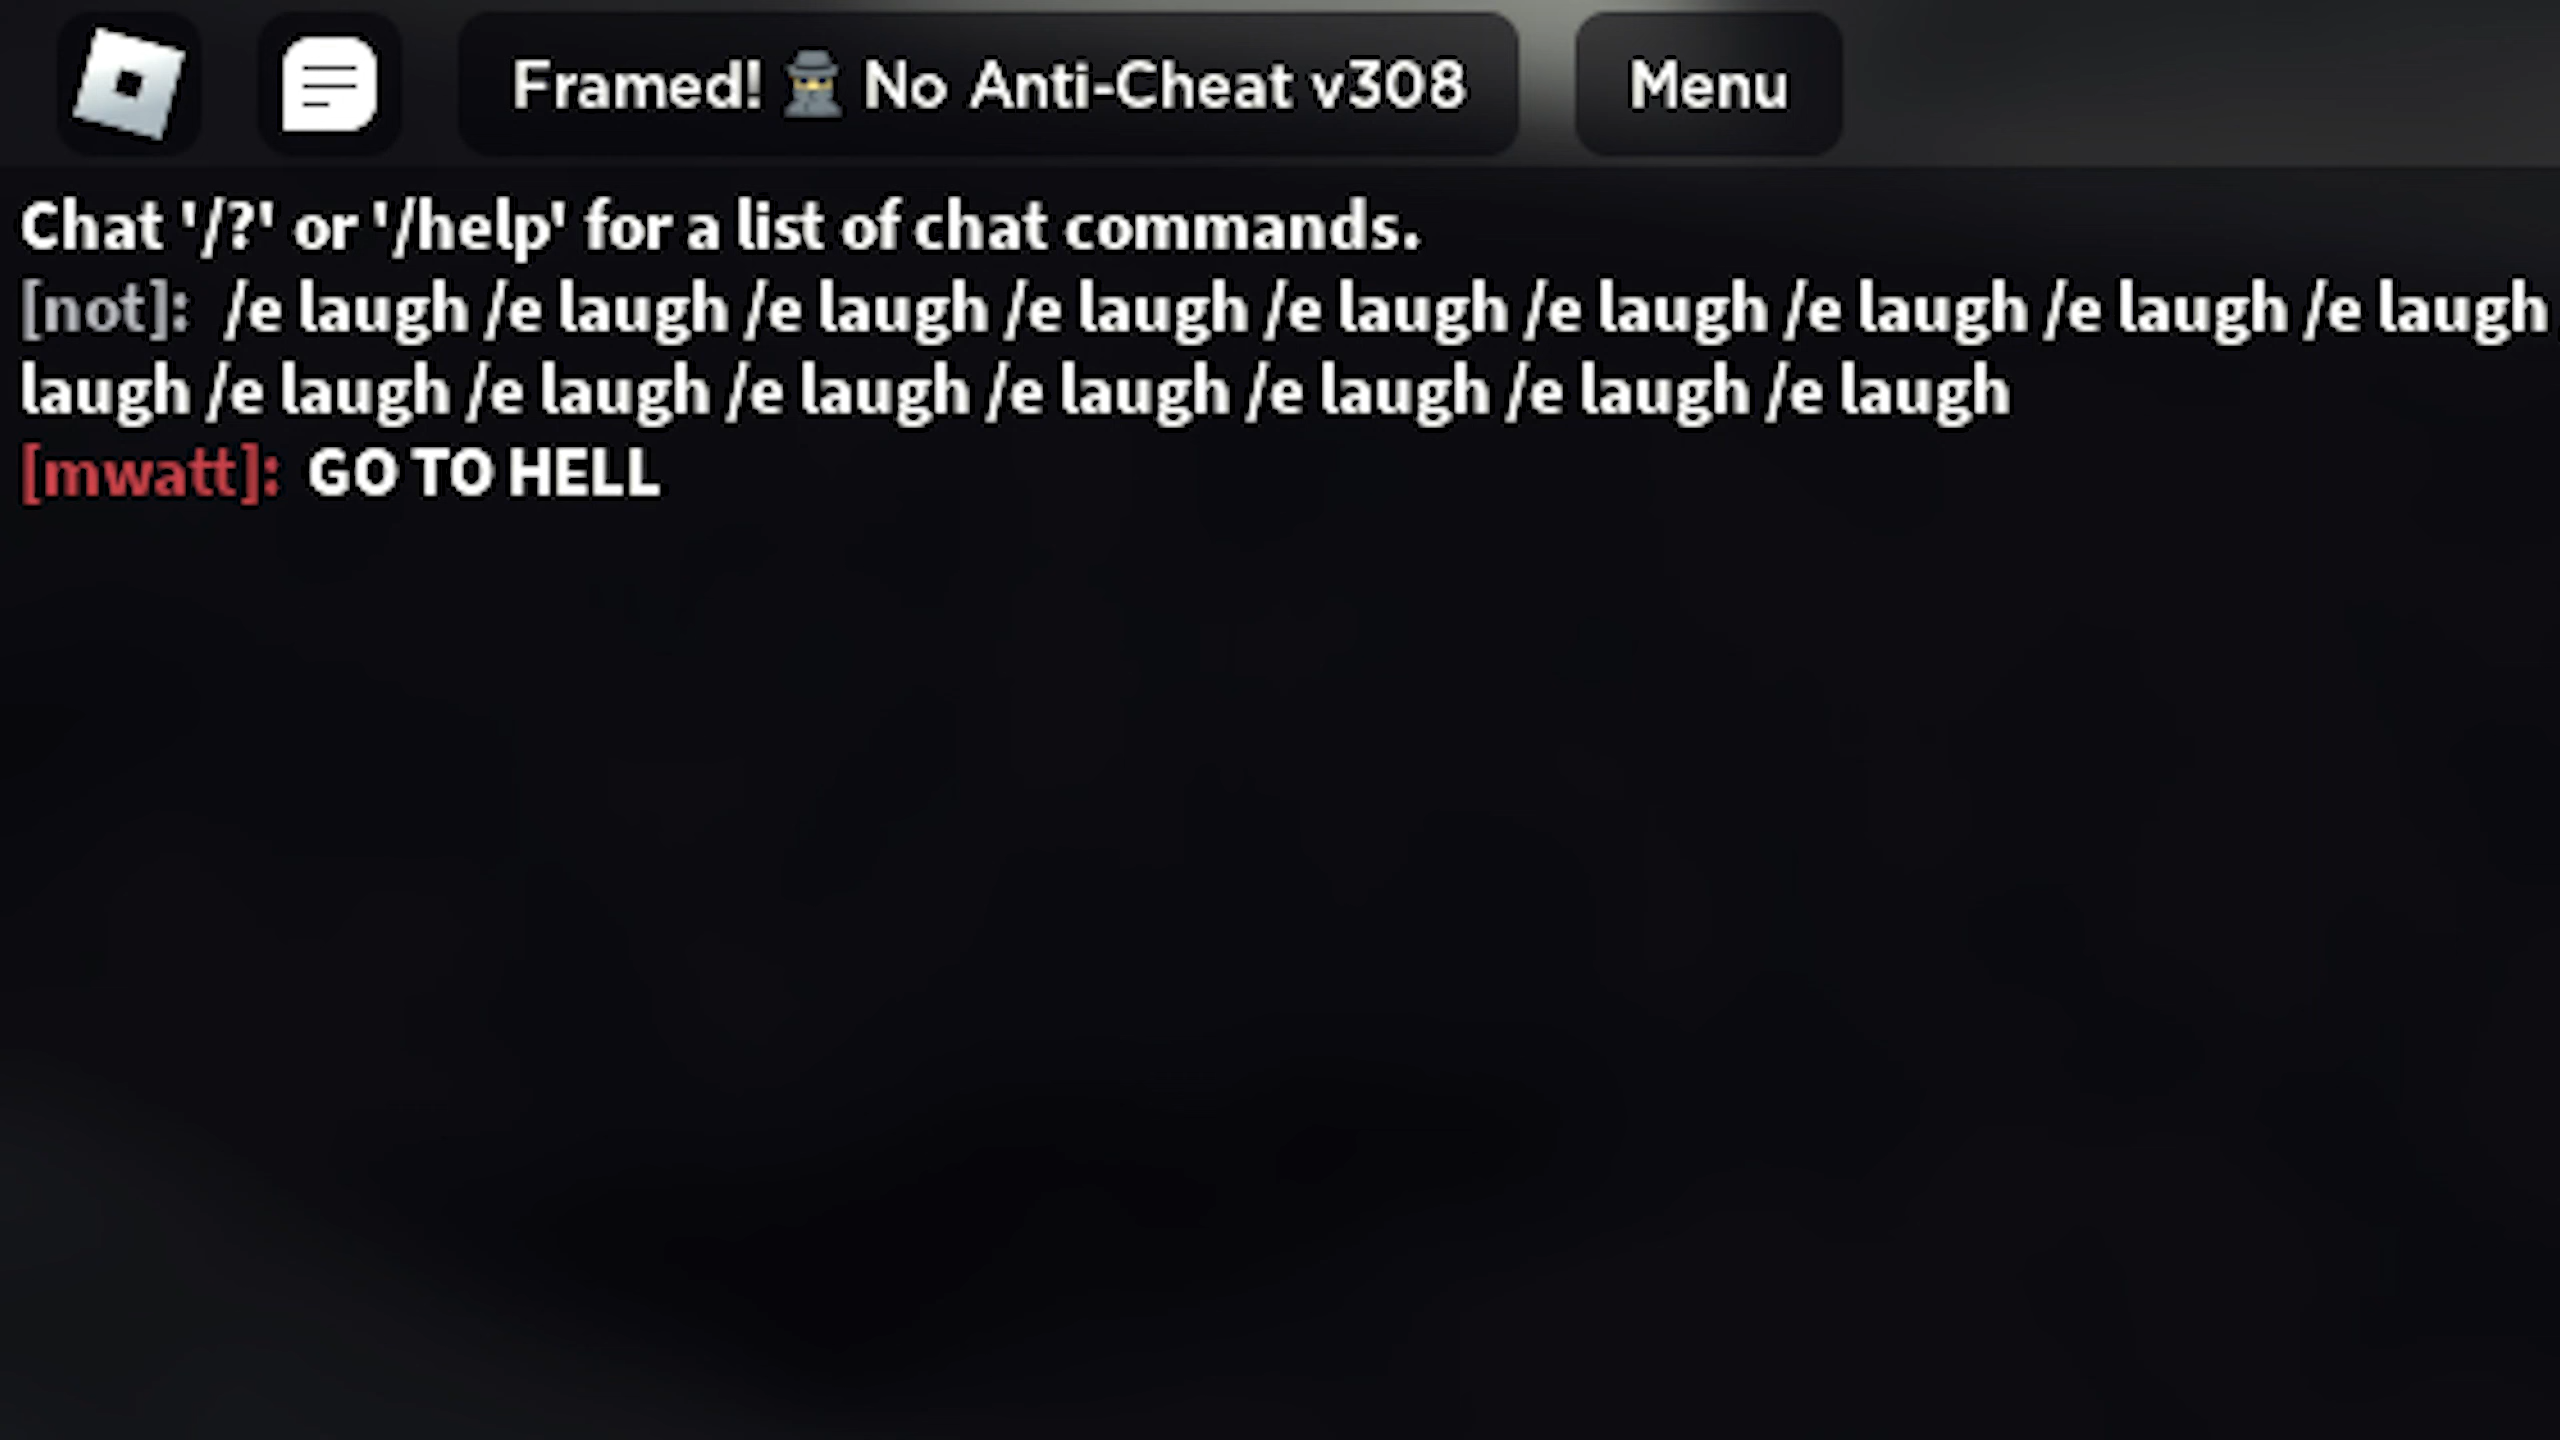 Framed! 🕵 No Anti-Cheat v308 Menu
Chat '/?' or '/help' for a list of chat commands.
[not]: /e laugh /e laugh /e laugh /e laugh /e laugh /e laugh /e laugh /e laugh /e laugh
laugh /e laugh /e laugh /e laugh /e laugh /e laugh /e laugh /e laugh
[mwatt]: GO TO HELL